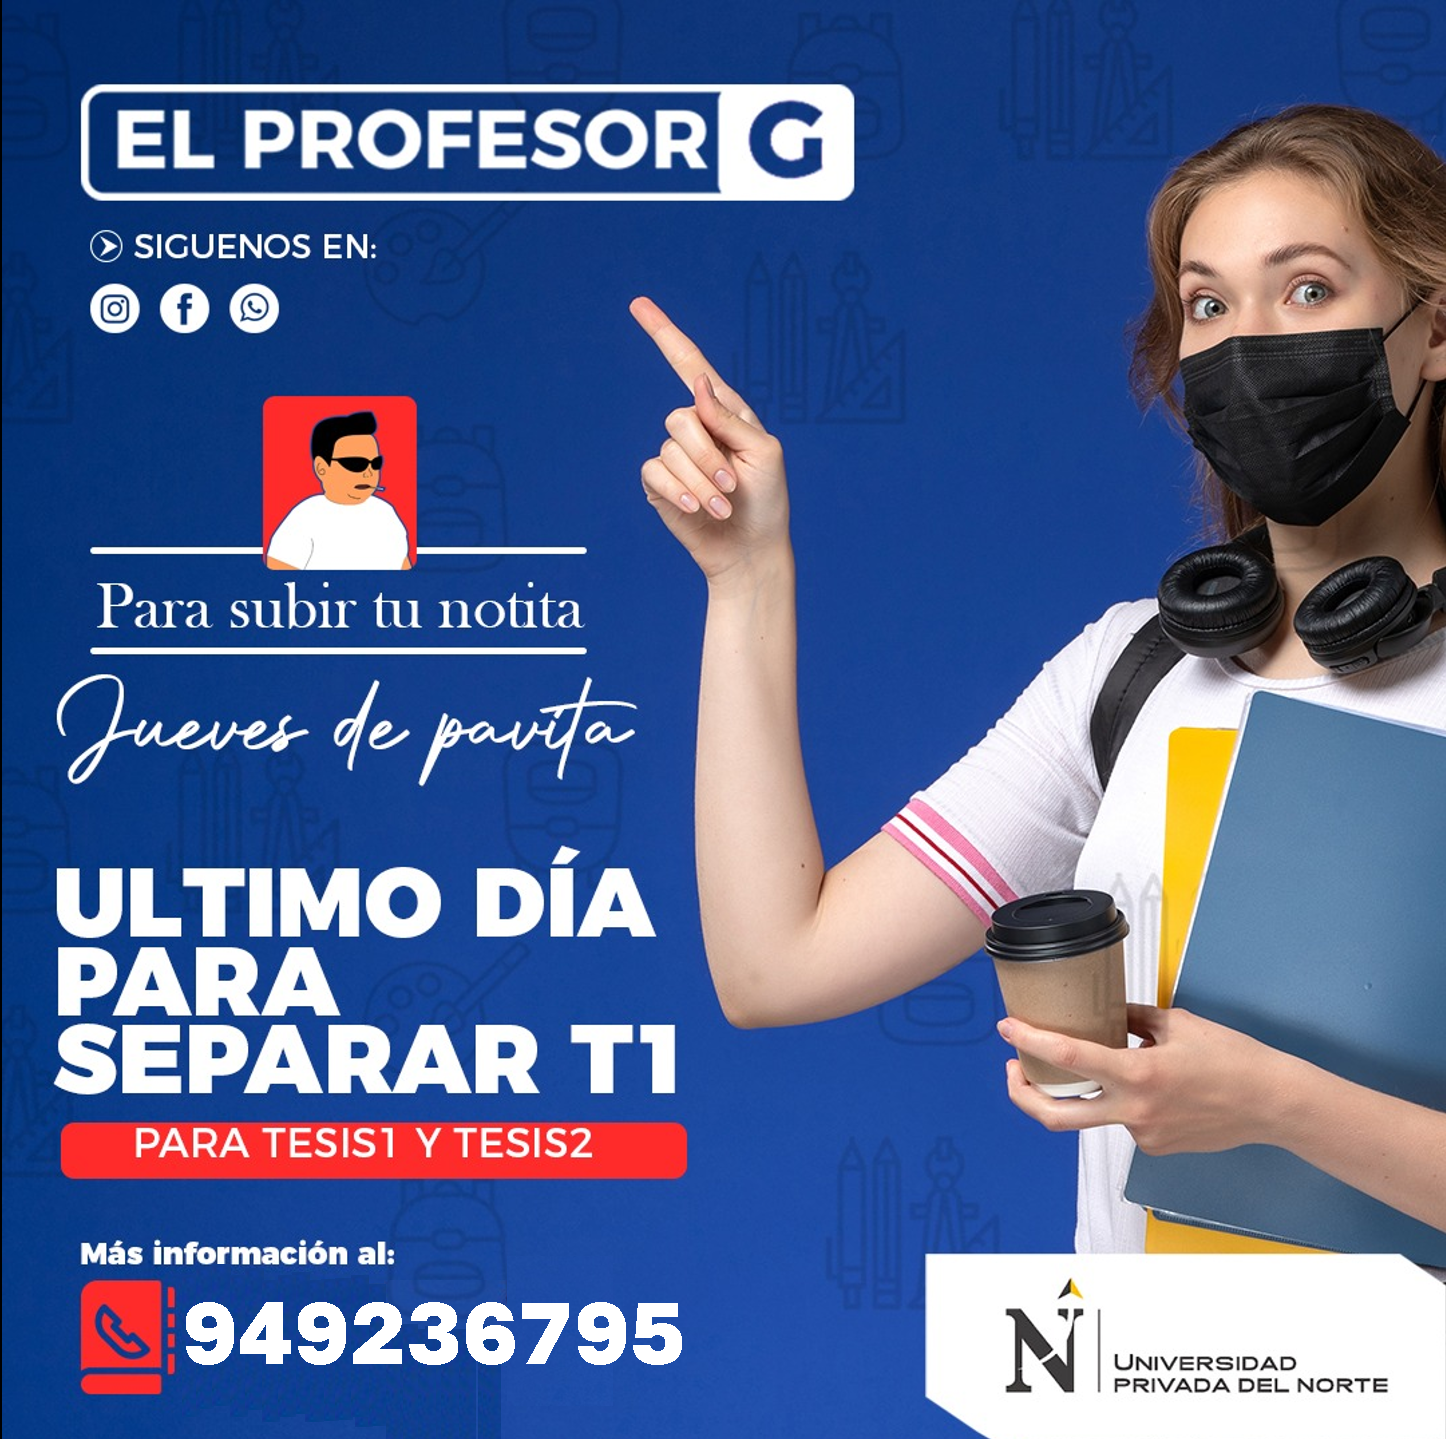 EL PROFESOR G
SIGUENOS EN:
Para subir tu notita
Jueves de pavita
ULTIMO DÍA
PARA
SEPARAR T1
PARA TESIS1 Y TESIS2
Más información al:
949236795
N
UNIVERSIDAD
PRIVADA DEL NORTE